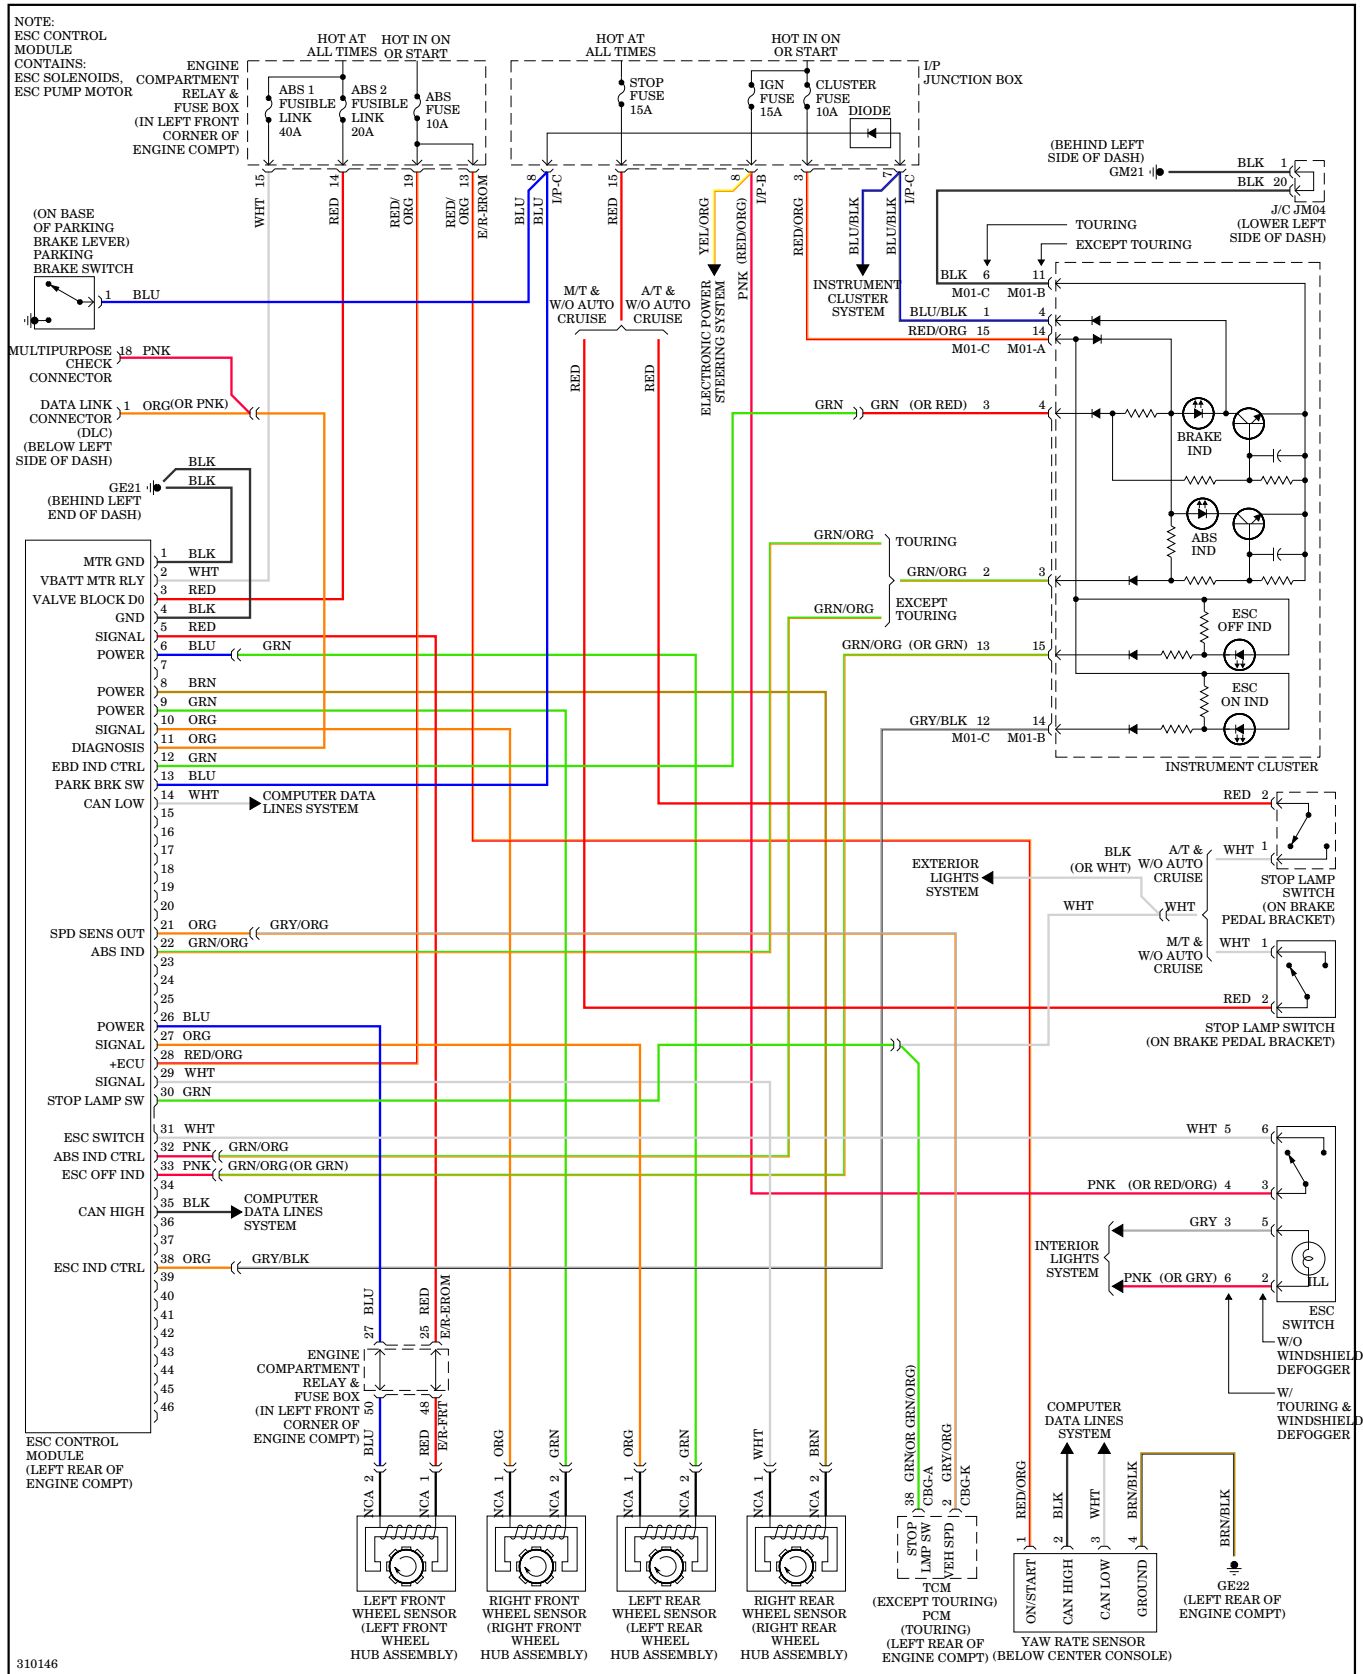 NOTE:
ESC CONTROL
MODULE
CONTAINS:
ESC SOLENOIDS,
ESC PUMP MOTOR
HOT AT
ALL TIMES
HOT IN ON
OR START
ENGINE
COMPARTMENT
RELAY &
FUSE BOX
(IN LEFT FRONT
CORNER OF
ENGINE COMPT)
ABS 1
FUSIBLE
LINK
40A
ABS 2
FUSIBLE
LINK
20A
ABS
FUSE
10A
HOT AT
ALL TIMES
HOT IN ON
OR START
I/P
JUNCTION BOX
STOP
FUSE
15A
IGN
FUSE
15A
CLUSTER
FUSE
10A
DIODE
15
WHT
14
RED
19
RED/
ORG
13
RED/
ORG
E/R-EROM
8
I/P-C
BLU
BLU
15
RED
8
I/P-B
YEL/ORG
PNK (RED/ORG)
3
RED/ORG
7
I/P-C
BLU/BLK
BLU/BLK
(BEHIND LEFT
SIDE OF DASH)
GM21
BLK 1
BLK 20
J/C JM04
(LOWER LEFT
SIDE OF DASH)
TOURING
EXCEPT TOURING
(ON BASE
OF PARKING
BRAKE LEVER)
PARKING
BRAKE SWITCH
1 BLU
M/T &
W/O AUTO
CRUISE
A/T &
W/O AUTO
CRUISE
RED
RED
ELECTRONIC POWER
STEERING SYSTEM
INSTRUMENT
CLUSTER
SYSTEM
BLK 6 11
M01-C M01-B
BLU/BLK 1 4
RED/ORG 15 14
M01-C M01-A
MULTIPURPOSE
CHECK
CONNECTOR
18 PNK
DATA LINK
CONNECTOR
(DLC)
(BELOW LEFT
SIDE OF DASH)
1 ORG(OR PNK)
GRN GRN (OR RED) 3 4
BRAKE
IND
ABS
IND
GE21
(BEHIND LEFT
END OF DASH)
BLK
BLK
GRN/ORG
TOURING
GRN/ORG 2 3
GRN/ORG
EXCEPT
TOURING
GRN/ORG (OR GRN) 13 15
GRY/BLK 12 14
M01-C M01-B
ESC
OFF IND
ESC
ON IND
INSTRUMENT CLUSTER
MTR GND 1 BLK
VBATT MTR RLY 2 WHT
VALVE BLOCK D0 3 RED
GND 4 BLK
SIGNAL 5 RED
POWER 6 BLU GRN
7
POWER 8 BRN
POWER 9 GRN
SIGNAL 10 ORG
DIAGNOSIS 11 ORG
EBD IND CTRL 12 GRN
PARK BRK SW 13 BLU
CAN LOW 14 WHT
COMPUTER DATA
LINES SYSTEM
15
16
17
18
19
20
SPD SENS OUT 21 ORG GRY/ORG
ABS IND 22 GRN/ORG
23
24
25
POWER 26 BLU
SIGNAL 27 ORG
+ECU 28 RED/ORG
SIGNAL 29 WHT
STOP LAMP SW 30 GRN
ESC SWITCH 31 WHT
ABS IND CTRL 32 PNK GRN/ORG
ESC OFF IND 33 PNK GRN/ORG(OR GRN)
34
CAN HIGH 35 BLK
COMPUTER
DATA LINES
SYSTEM
36
37
ESC IND CTRL 38 ORG GRY/BLK
39
40
41
42
43
44
45
46
ESC CONTROL
MODULE
(LEFT REAR OF
ENGINE COMPT)
RED 2
WHT 1
STOP LAMP
SWITCH
(ON BRAKE
PEDAL BRACKET)
BLK
(OR WHT)
A/T &
W/O AUTO
CRUISE
EXTERIOR
LIGHTS
SYSTEM
WHT
WHT
M/T &
W/O AUTO
CRUISE
WHT 1
RED 2
STOP LAMP SWITCH
(ON BRAKE PEDAL BRACKET)
WHT 5 6
PNK (OR RED/ORG) 4 3
GRY 3 5
INTERIOR
LIGHTS
SYSTEM
PNK (OR GRY) 6 2
ILL
ESC
SWITCH
W/O
WINDSHIELD
DEFOGGER
W/
TOURING &
WINDSHIELD
DEFOGGER
27 BLU
25 RED
E/R-EROM
ENGINE
COMPARTMENT
RELAY &
FUSE BOX
(IN LEFT FRONT
CORNER OF
ENGINE COMPT)
50
BLU
48
RED
E/R-FRT
NCA 2
NCA 1
LEFT FRONT
WHEEL SENSOR
(LEFT FRONT
WHEEL
HUB ASSEMBLY)
ORG
GRN
NCA 1
NCA 2
RIGHT FRONT
WHEEL SENSOR
(RIGHT FRONT
WHEEL
HUB ASSEMBLY)
ORG
GRN
NCA 1
NCA 2
LEFT REAR
WHEEL SENSOR
(LEFT REAR
WHEEL
HUB ASSEMBLY)
WHT
BRN
NCA 1
NCA 2
RIGHT REAR
WHEEL SENSOR
(RIGHT REAR
WHEEL
HUB ASSEMBLY)
38 GRN(OR GRN/ORG)
CBG-A
2 GRY/ORG
CBG-K
STOP
LMP SW
VEH SPD
TCM
(EXCEPT TOURING)
PCM
(TOURING)
(LEFT REAR OF
ENGINE COMPT)
COMPUTER
DATA LINES
SYSTEM
1 RED/ORG
2 BLK
3 WHT
4 BRN/BLK
BRN/BLK
ON/START
CAN HIGH
CAN LOW
GROUND
YAW RATE SENSOR
(BELOW CENTER CONSOLE)
GE22
(LEFT REAR OF
ENGINE COMPT)
310146